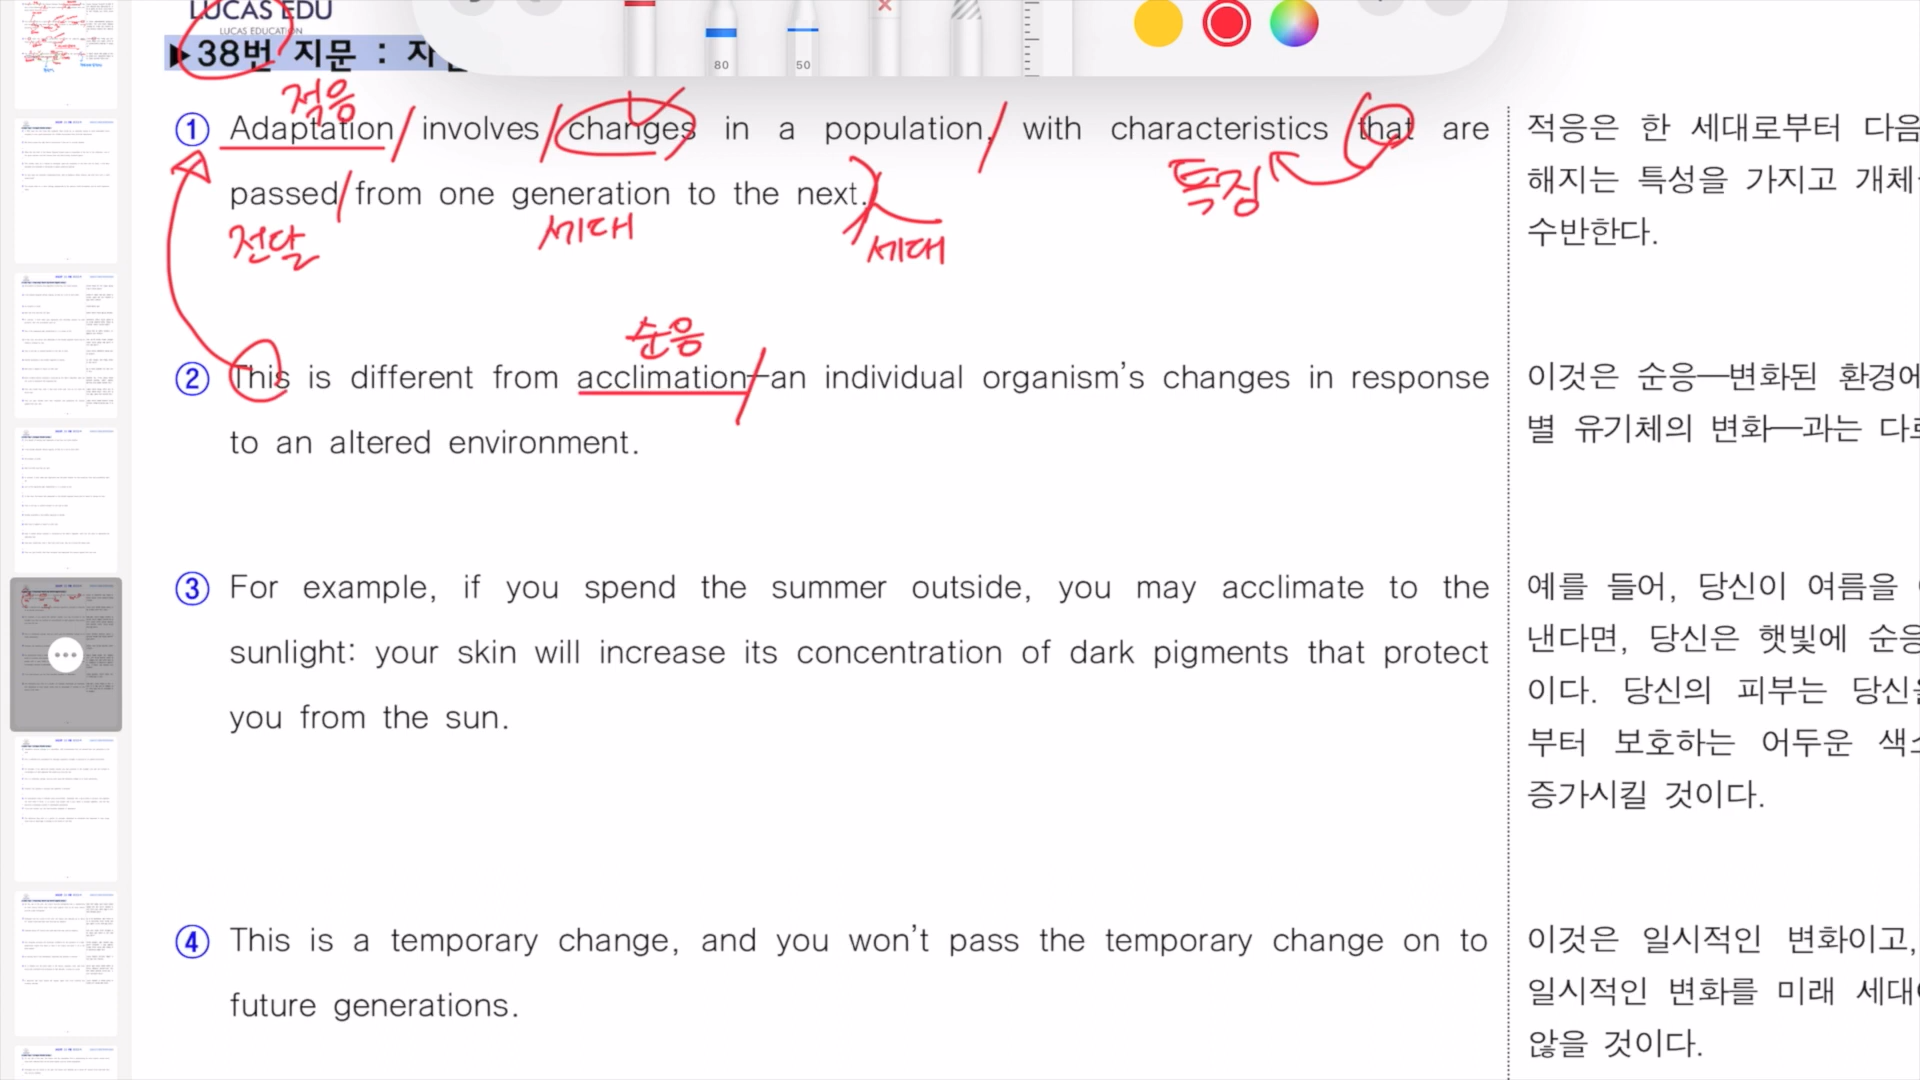 LUCAS EDU
LUCAS EDUCATION
▶38번 지문 :
80
50
적응
① Adaptation involves changes in a population, with characteristics that are
특징
passed from one generation to the next.
전달
세대
세대
순응
② This is different from acclimation—an individual organism's changes in response
to an altered environment.
③ For example, if you spend the summer outside, you may acclimate to the
sunlight: your skin will increase its concentration of dark pigments that protect
you from the sun.
④ This is a temporary change, and you won't pass the temporary change on to
future generations.
적응은 한 세대로부터 다음
해지는 특성을 가지고 개체
수반한다.
이것은 순응—변화된 환경에
별 유기체의 변화—과는 다
예를 들어, 당신이 여름을
낸다면, 당신은 햇빛에 순응
이다. 당신의 피부는 당신을
부터 보호하는 어두운 색소
증가시킬 것이다.
이것은 일시적인 변화이고,
일시적인 변화를 미래 세대에
않을 것이다.